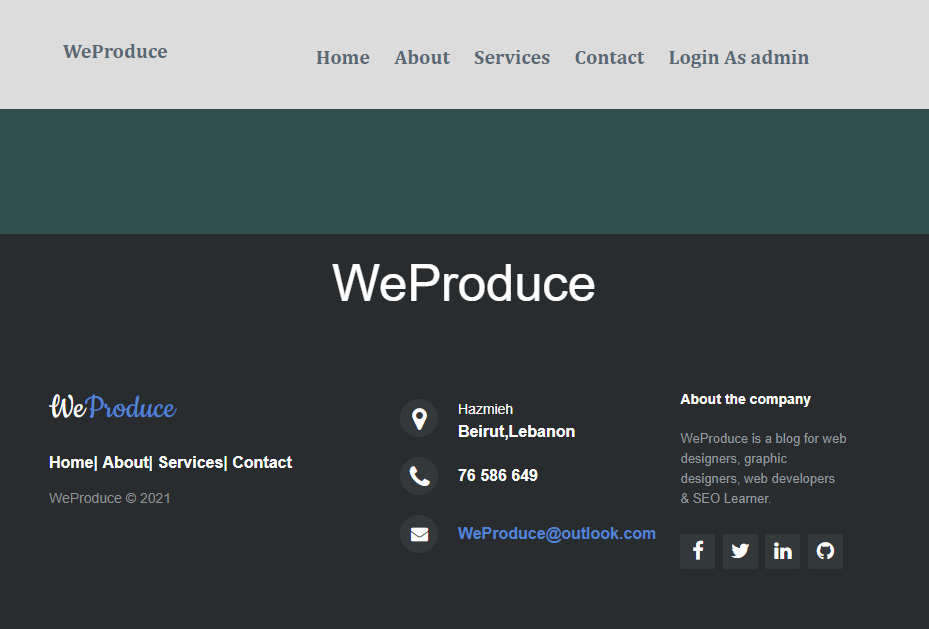 WeProduce
Home About Services Contact Login As admin
WeProduce
WeProduce
Home| About| Services| Contact
WeProduce © 2021
Hazmieh
Beirut,Lebanon
76 586 649
WeProduce@outlook.com
About the company
WeProduce is a blog for web
designers, graphic
designers, web developers
& SEO Learner.